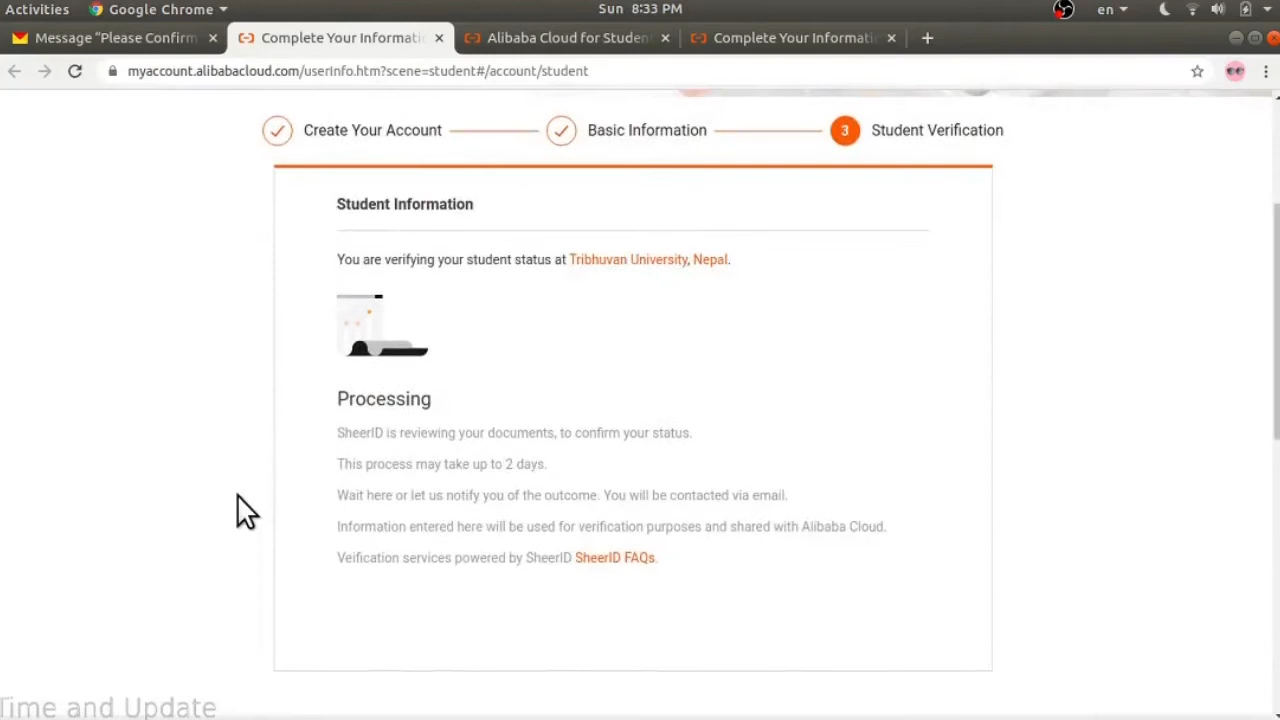 Activities Google Chrome Sun 8:33 PM en
Message "Please Confirm Complete Your Informati Alibaba Cloud for Studen Complete Your Informati
myaccount.alibabacloud.com/userInfo.htm?scene=student#/account/student
Create Your Account Basic Information 3 Student Verification
Student Information
You are verifying your student status at Tribhuvan University, Nepal.
Processing
SheerID is reviewing your documents, to confirm your status.
This process may take up to 2 days.
Wait here or let us notify you of the outcome. You will be contacted via email.
Information entered here will be used for verification purposes and shared with Alibaba Cloud.
Veification services powered by SheerID SheerID FAQs.
Time and Update